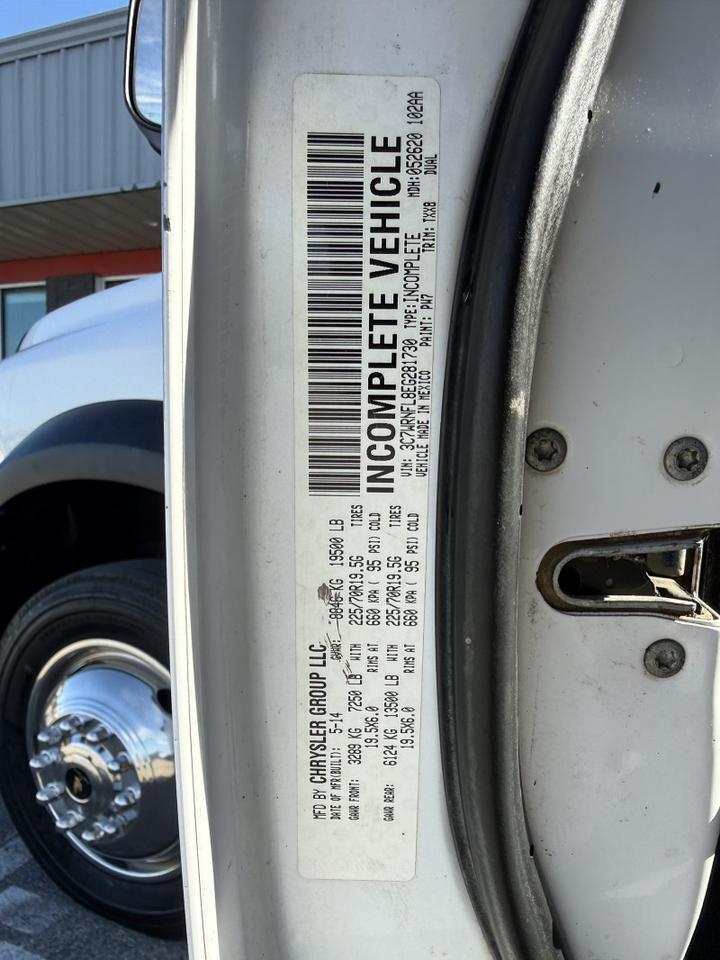 MFD BY CHRYSLER GROUP LLC
DATE OF MFR(BUILT): 5-14 GVWR: 8846 KG 19500 LB
GAWR FRONT: 3289 KG 7250 LB WITH 225/70R19.5G TIRES
19.5X6.0 RIMS AT 660 KPA ( 95 PSI) COLD
GAWR REAR: 6124 KG 13500 LB WITH 225/70R19.5G TIRES
19.5X6.0 RIMS AT 660 KPA ( 95 PSI) COLD
INCOMPLETE VEHICLE
VIN: 3C7WRNFL8EG281730 TYPE: INCOMPLETE MDH: 052620 102AA
VEHICLE MADE IN MEXICO PAINT: PW7 TRIM: TXX8 DUAL